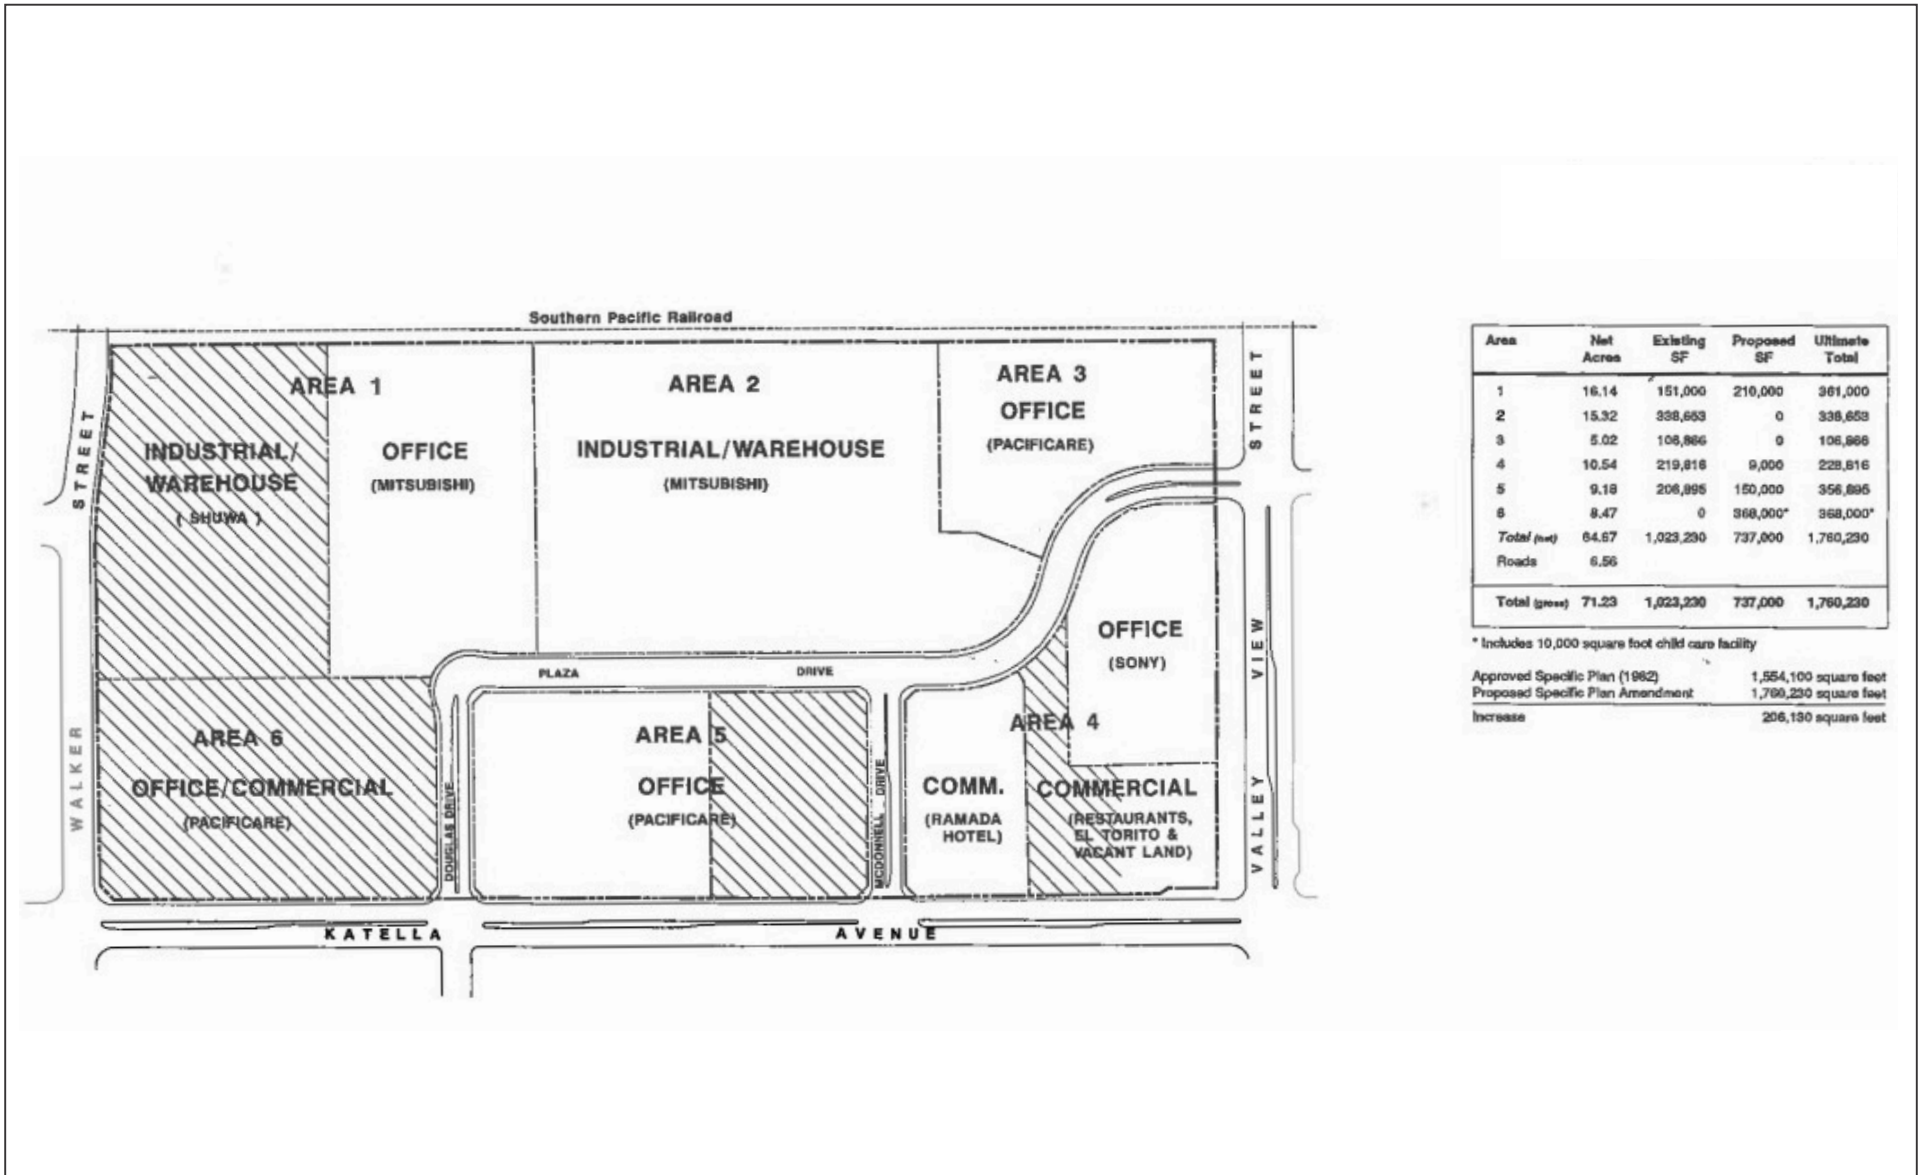 Southern Pacific Railroad
STREET
WALKER
AREA 1
INDUSTRIAL/
WAREHOUSE
( SHUWA )
OFFICE
(MITSUBISHI)
AREA 2
INDUSTRIAL/WAREHOUSE
(MITSUBISHI)
AREA 3
OFFICE
(PACIFICARE)
STREET
VALLEY VIEW
OFFICE
(SONY)
PLAZA DRIVE
AREA 6
OFFICE/COMMERCIAL
(PACIFICARE)
DOUGLAS DRIVE
AREA 5
OFFICE
(PACIFICARE)
MCDONNELL DRIVE
AREA 4
COMM.
(RAMADA
HOTEL)
COMMERCIAL
(RESTAURANTS,
EL TORITO &
VACANT LAND)
KATELLA AVENUE
Area Net Acres Existing SF Proposed SF Ultimate Total
1 16.14 151,000 210,000 361,000
2 15.32 338,653 0 338,653
3 5.02 106,866 0 106,866
4 10.54 219,816 9,000 228,816
5 9.18 206,895 150,000 356,895
6 8.47 0 368,000* 368,000*
Total (net) 64.67 1,023,230 737,000 1,760,230
Roads 6.56
Total (gross) 71.23 1,023,230 737,000 1,760,230
* Includes 10,000 square foot child care facility
Approved Specific Plan (1982) 1,554,100 square feet
Proposed Specific Plan Amendment 1,760,230 square feet
Increase 206,130 square feet